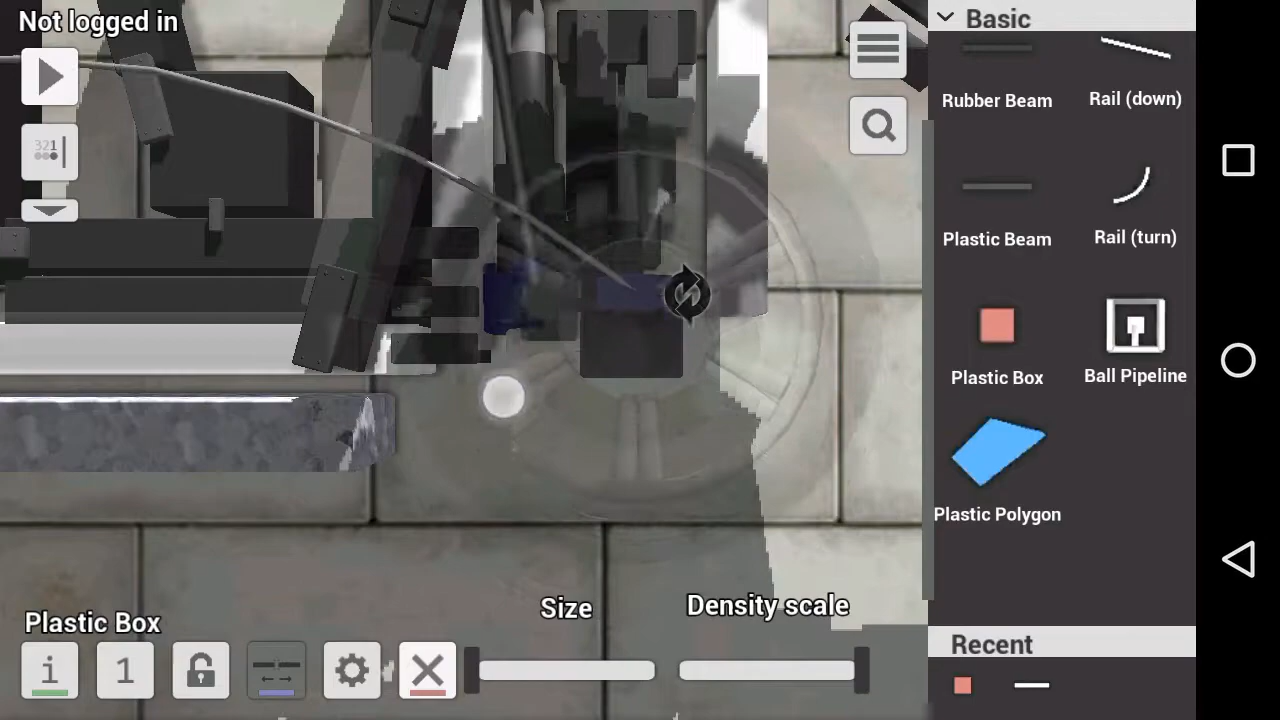 Not logged in
321
Basic
Rubber Beam
Rail (down)
Plastic Beam
Rail (turn)
Plastic Box
Ball Pipeline
Plastic Polygon
Recent
Plastic Box
Size
Density scale
i
1